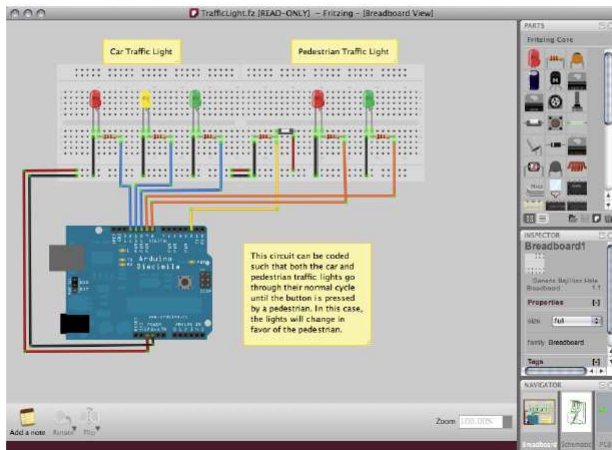 TrafficLight.fz [READ-ONLY] – Fritzing – [Breadboard View]
Car Traffic Light
Pedestrian Traffic Light
Arduino
This circuit can be coded
such that both the car and
pedestrian traffic lights go
through their normal cycle
until the button is pressed
by a pedestrian. In this case,
the lights will change in
favor of the pedestrian.
Add a note
Rotate
Flip
Zoom 100.00%
PARTS
Fritzing Core
INSPECTOR
Breadboard1
Breadboard
Properties [-]
size full
family Breadboard
Tags [-]
NAVIGATOR
Breadboard
Schematic
PCB